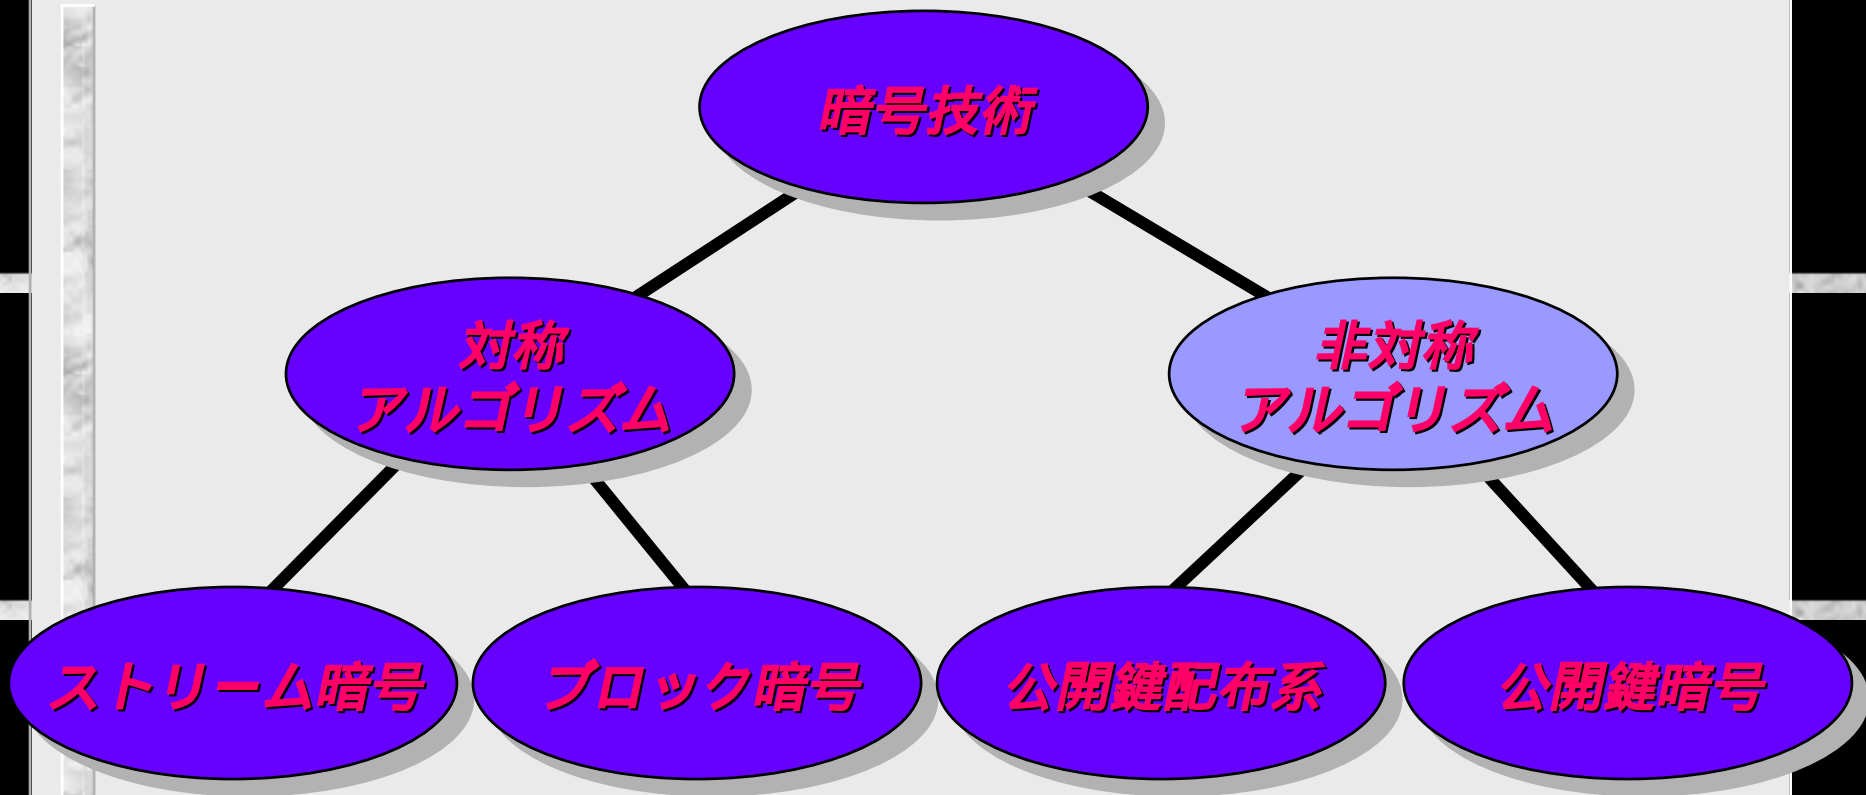 暗号技術
対称
アルゴリズム
非対称
アルゴリズム
ストリーム暗号
ブロック暗号
公開鍵配布系
公開鍵暗号